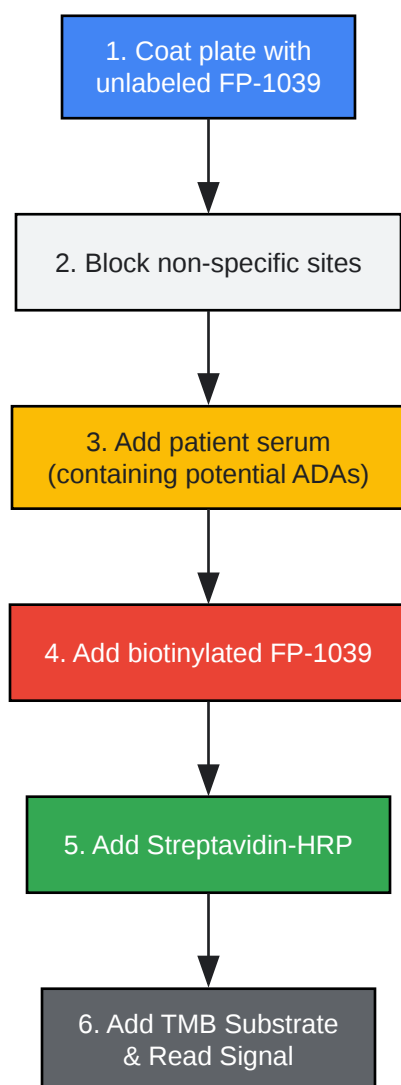 1. Coat plate with
unlabeled FP-1039
2. Block non-specific sites
3. Add patient serum
(containing potential ADAs)
4. Add biotinylated FP-1039
5. Add Streptavidin-HRP
6. Add TMB Substrate
& Read Signal